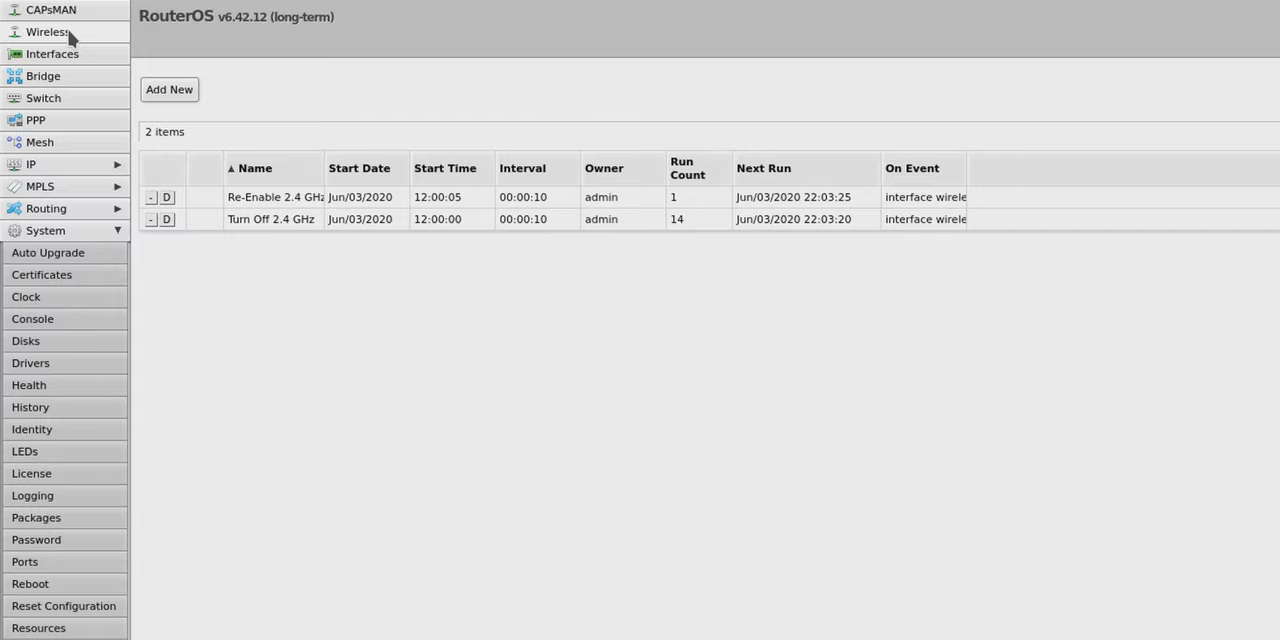 CAPsMAN
Wireless
Interfaces
Bridge
Switch
PPP
Mesh
IP
MPLS
Routing
System
Auto Upgrade
Certificates
Clock
Console
Disks
Drivers
Health
History
Identity
LEDs
License
Logging
Packages
Password
Ports
Reboot
Reset Configuration
Resources
RouterOS v6.42.12 (long-term)
Add New
2 items
▲ Name Start Date Start Time Interval Owner Run Count Next Run On Event
- D Re-Enable 2.4 GHz Jun/03/2020 12:00:05 00:00:10 admin 1 Jun/03/2020 22:03:25 interface wirele
- D Turn Off 2.4 GHz Jun/03/2020 12:00:00 00:00:10 admin 14 Jun/03/2020 22:03:20 interface wirele